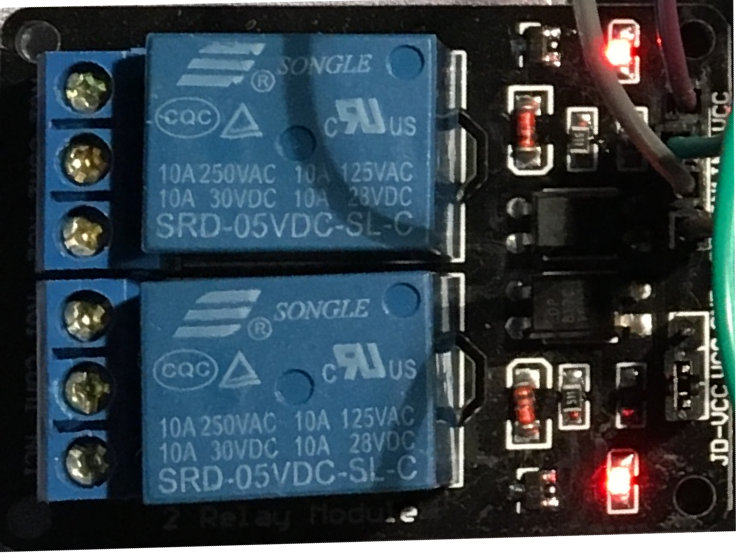 SONGLE
®
CQC
C US
10A 250VAC 10A 125VAC
10A 30VDC 10A 28VDC
SRD-05VDC-SL-C
SONGLE
®
CQC
C US
10A 250VAC 10A 125VAC
10A 30VDC 10A 28VDC
SRD-05VDC-SL-C
2 Relay Module
VCC
JD-VCC VCC GND